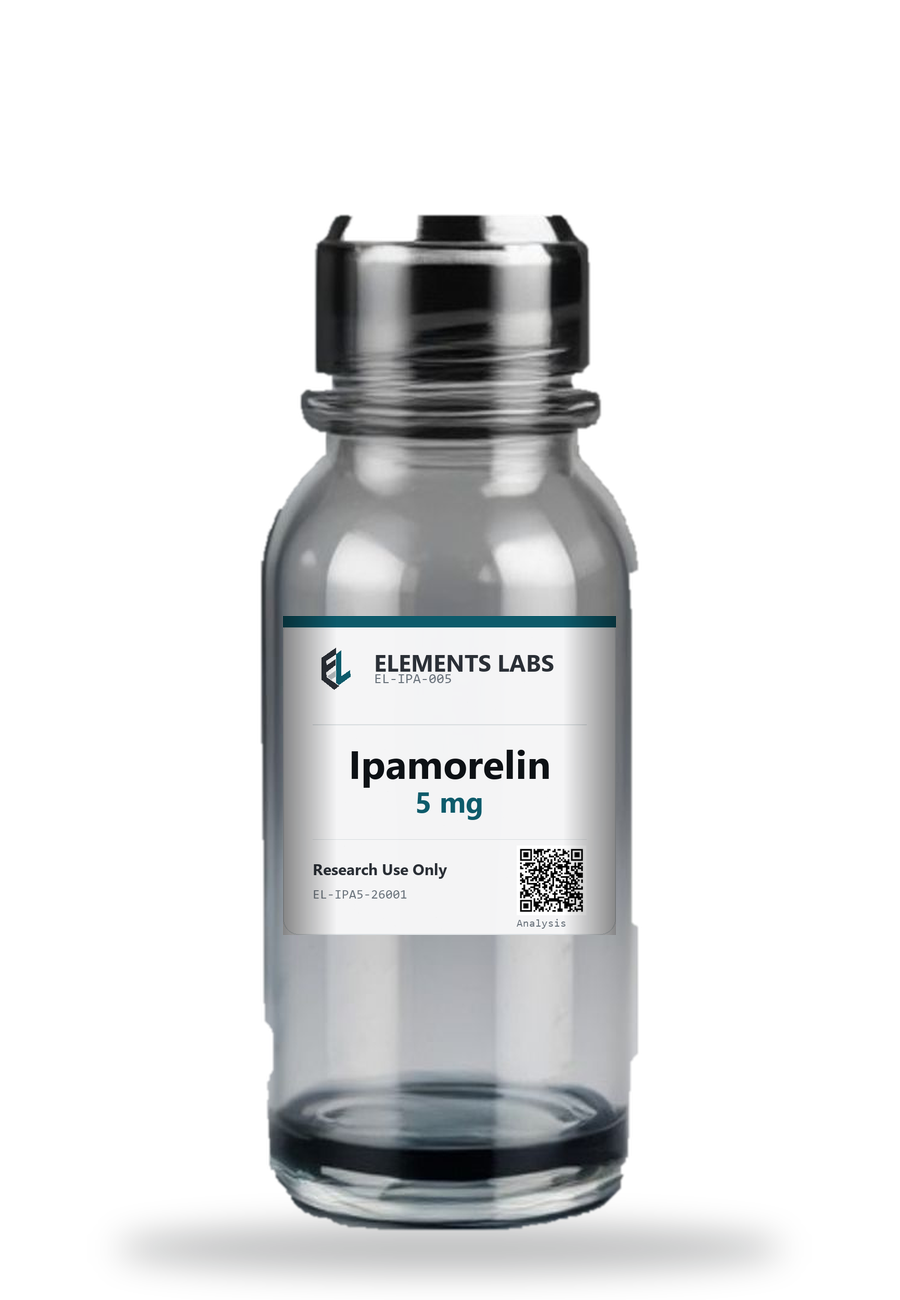 ELEMENTS LABS
EL-IPA-005
Ipamorelin
5 mg
Research Use Only
EL-IPA5-26001
Analysis